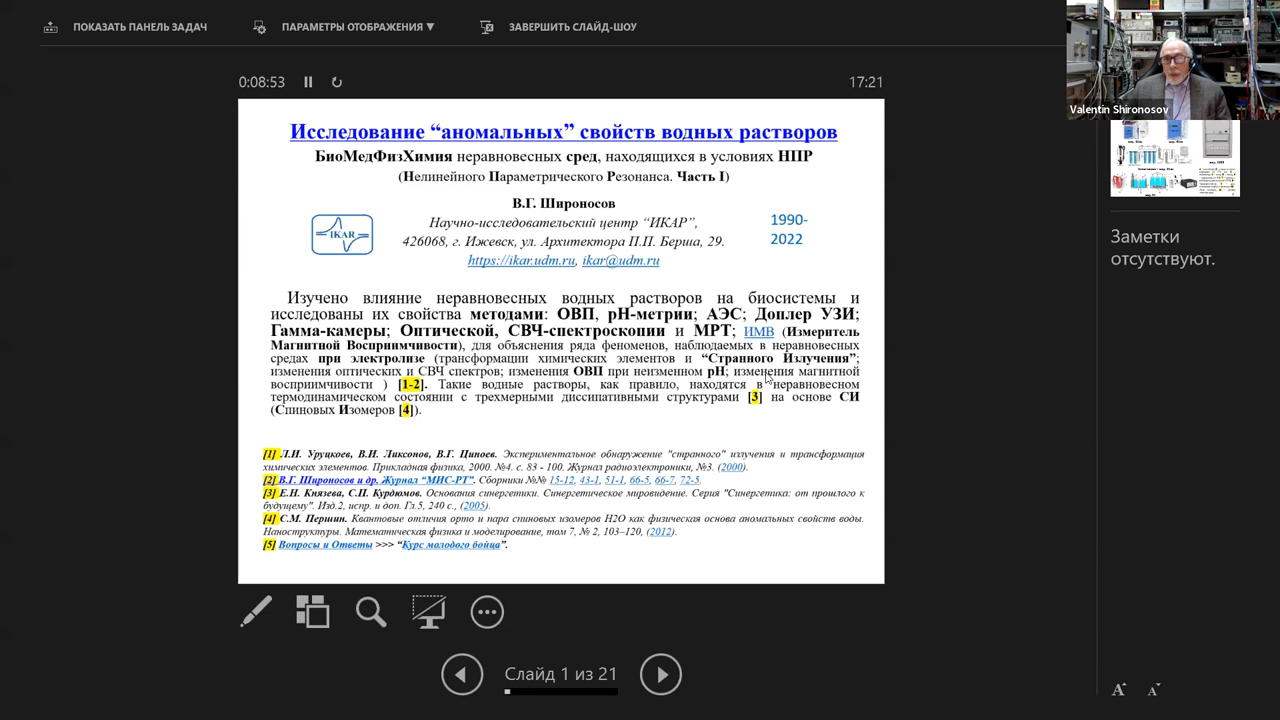 ПОКАЗАТЬ ПАНЕЛЬ ЗАДАЧ
ПАРАМЕТРЫ ОТОБРАЖЕНИЯ ▼
ЗАВЕРШИТЬ СЛАЙД-ШОУ
Valentin Shironosov
0:08:53
17:21
Исследование “аномальных” свойств водных растворов
БиоМедФизХимия неравновесных сред, находящихся в условиях НПР
(Нелинейного Параметрического Резонанса. Часть I)
В.Г. Широносов
IKAR
Научно-исследовательский центр “ИКАР”,
426068, г. Ижевск, ул. Архитектора П.П. Берша, 29.
https://ikar.udm.ru, ikar@udm.ru
1990-
2022
Изучено влияние неравновесных водных растворов на биосистемы и
исследованы их свойства методами: ОВП, рН-метрии; АЭС; Доплер УЗИ;
Гамма-камеры; Оптической, СВЧ-спектроскопии и МРТ; ИМВ (Измеритель
Магнитной Восприимчивости), для объяснения ряда феноменов, наблюдаемых в неравновесных
средах при электролизе (трансформации химических элементов и “Странного Излучения”;
изменения оптических и СВЧ спектров; изменения ОВП при неизменном рН; изменения магнитной
восприимчивости ) [1-2]. Такие водные растворы, как правило, находятся в неравновесном
термодинамическом состоянии с трехмерными диссипативными структурами [3] на основе СИ
(Спиновых Изомеров [4]).
[1] Л.И. Уруцкоев, В.И. Ликсонов, В.Г. Циноев. Экспериментальное обнаружение "странного" излучения и трансформация
химических элементов. Прикладная физика, 2000. №4. с. 83 - 100. Журнал радиоэлектроники, №3. (2000).
[2] В.Г. Широносов и др. Журнал “МИС-РТ”. Сборники №№ 15-12, 43-1, 51-1, 66-5, 66-7, 72-5.
[3] Е.Н. Князева, С.П. Курдюмов. Основания синергетики. Синергетическое мировидение. Серия "Синергетика: от прошлого к
будущему". Изд.2, испр. и доп. Гл.5, 240 с., (2005).
[4] С.М. Першин. Квантовые отличия орто и пара спиновых изомеров H2O как физическая основа аномальных свойств воды.
Наноструктуры. Математическая физика и моделирование, том 7, № 2, 103–120, (2012).
[5] Вопросы и Ответы >>> “Курс молодого бойца”.
Заметки
отсутствуют.
Слайд 1 из 21
A A